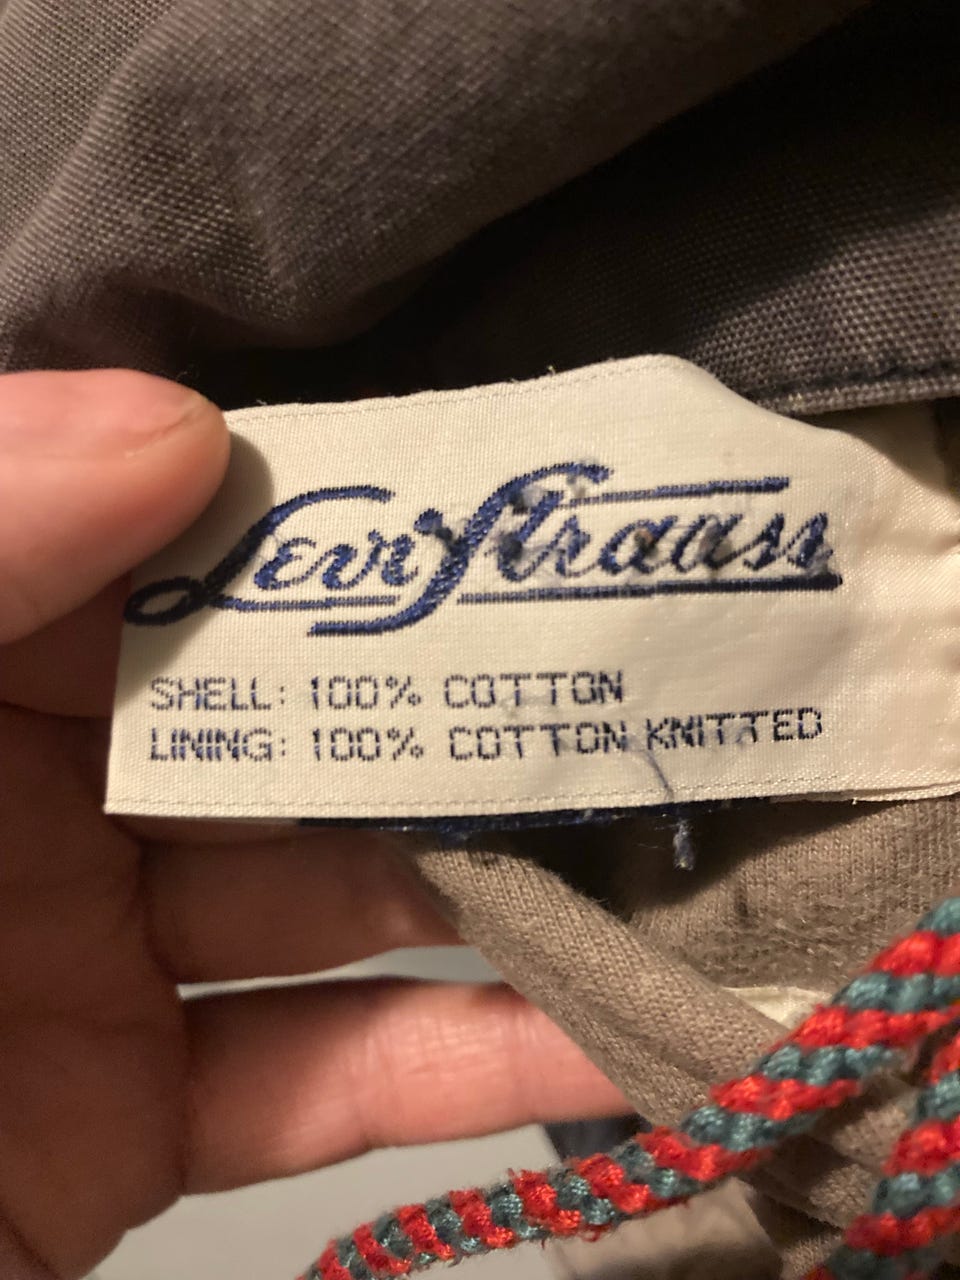 Levi Strauss
SHELL: 100% COTTON
LINING: 100% COTTON KNITTED